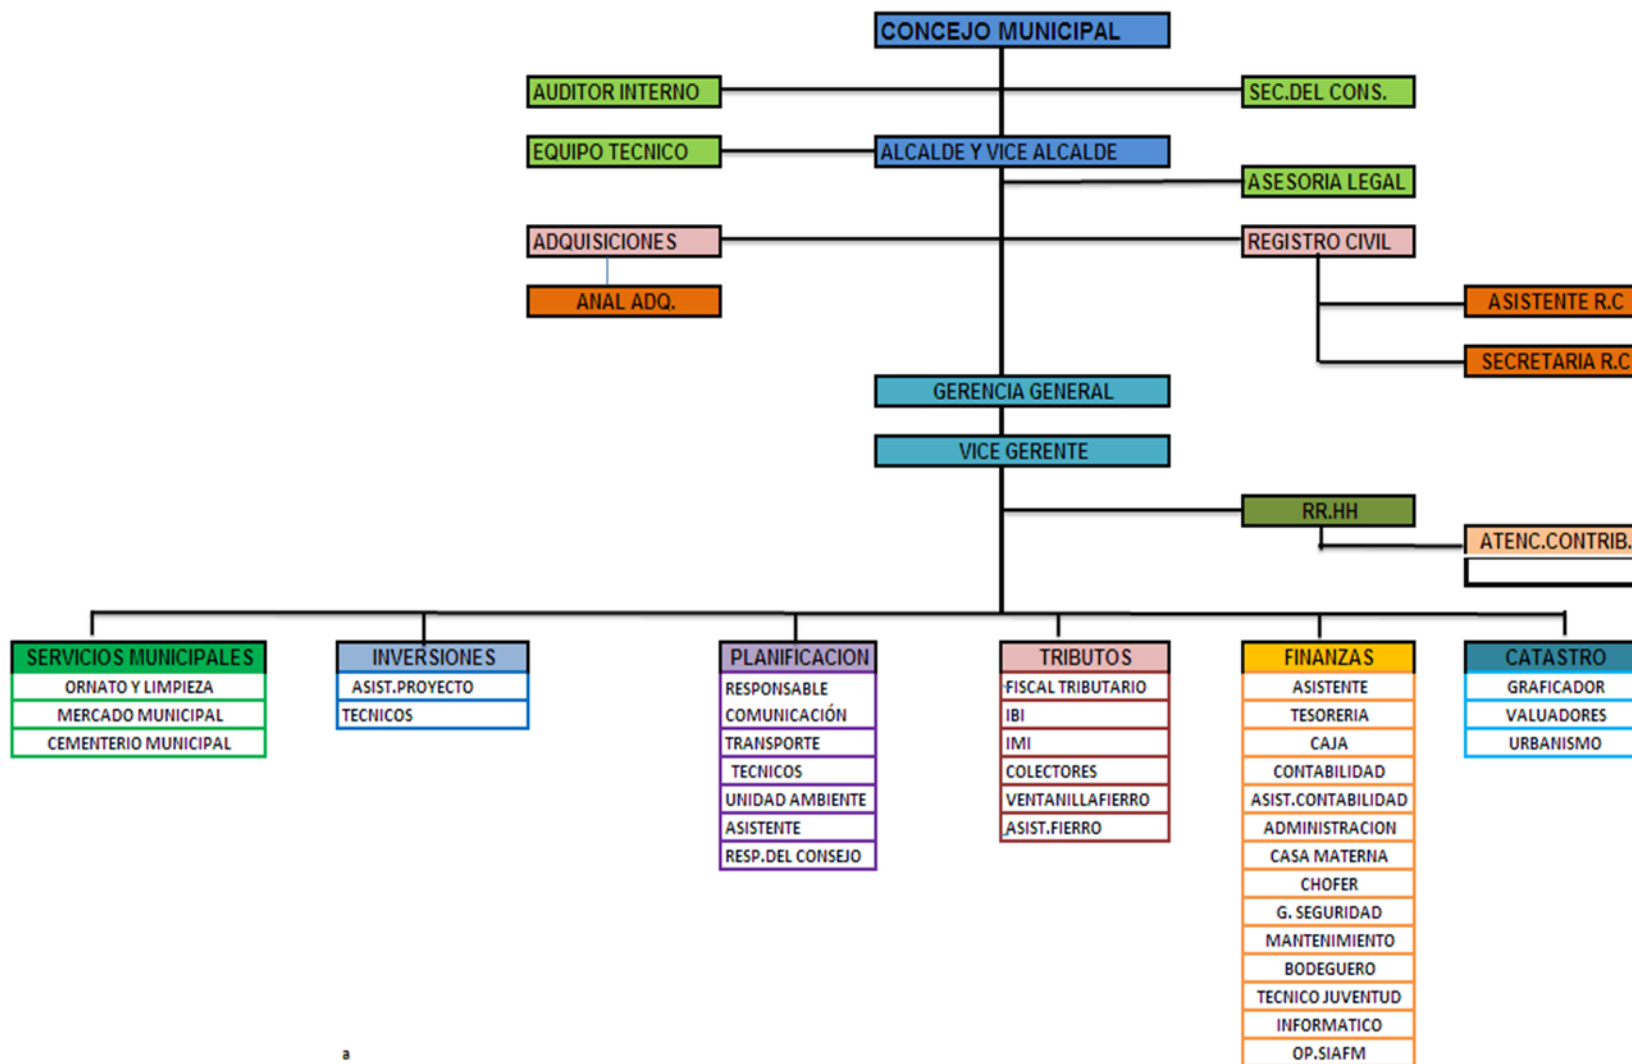 CONCEJO MUNICIPAL
AUDITOR INTERNO
SEC.DEL CONS.
EQUIPO TECNICO
ALCALDE Y VICE ALCALDE
ASESORIA LEGAL
ADQUISICIONES
REGISTRO CIVIL
ANAL ADQ.
ASISTENTE R.C
SECRETARIA R.C
GERENCIA GENERAL
VICE GERENTE
RR.HH
ATENC.CONTRIB.
SERVICIOS MUNICIPALES
ORNATO Y LIMPIEZA
MERCADO MUNICIPAL
CEMENTERIO MUNICIPAL
INVERSIONES
ASIST.PROYECTO
TECNICOS
PLANIFICACION
RESPONSABLE
COMUNICACIÓN
TRANSPORTE
TECNICOS
UNIDAD AMBIENTE
ASISTENTE
RESP.DEL CONSEJO
TRIBUTOS
FISCAL TRIBUTARIO
IBI
IMI
COLECTORES
VENTANILLAFIERRO
ASIST.FIERRO
FINANZAS
ASISTENTE
TESORERIA
CAJA
CONTABILIDAD
ASIST.CONTABILIDAD
ADMINISTRACION
CASA MATERNA
CHOFER
G. SEGURIDAD
MANTENIMIENTO
BODEGUERO
TECNICO JUVENTUD
INFORMATICO
OP.SIAFM
CATASTRO
GRAFICADOR
VALUADORES
URBANISMO
a